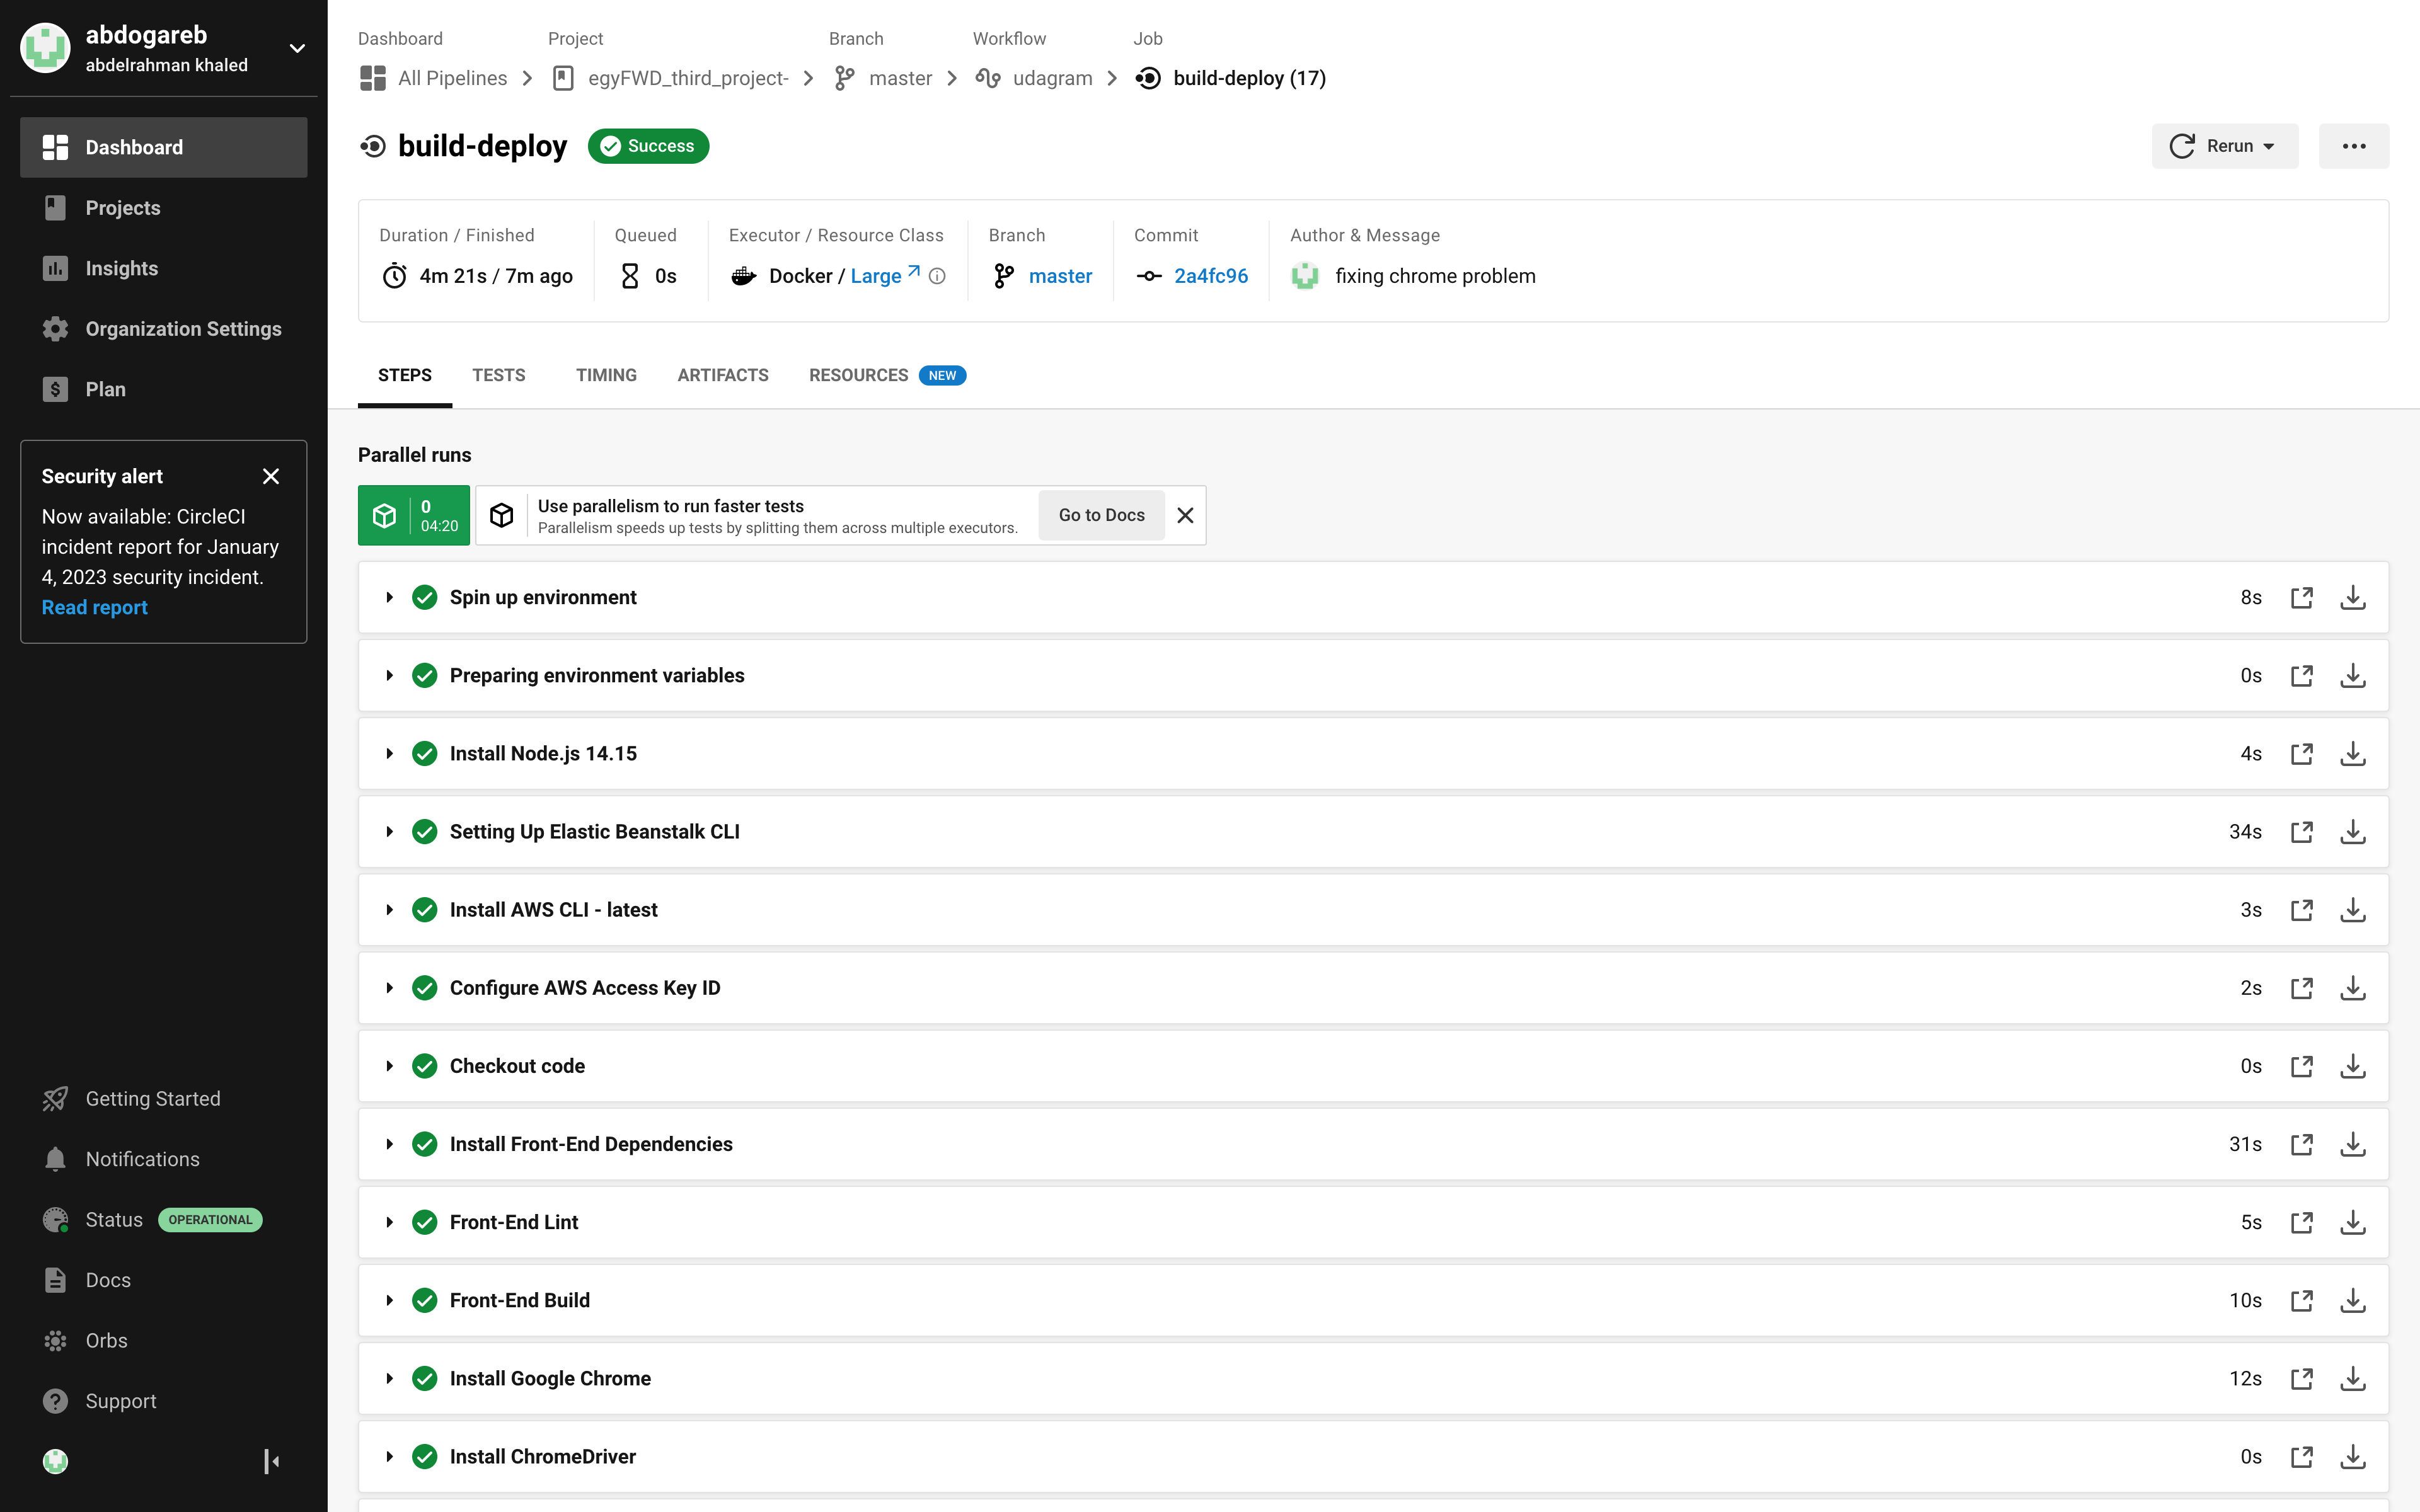 abdogareb
abdelrahman khaled
Dashboard
Projects
Insights
Organization Settings
Plan
Security alert
Now available: CircleCI
incident report for January
4, 2023 security incident.
Read report
Getting Started
Notifications
Status OPERATIONAL
Docs
Orbs
Support
Dashboard Project Branch Workflow Job
All Pipelines egyFWD_third_project- master udagram build-deploy (17)
build-deploy Success Rerun
Duration / Finished Queued Executor / Resource Class Branch Commit Author & Message
4m 21s / 7m ago 0s Docker / Large master 2a4fc96 fixing chrome problem
STEPS TESTS TIMING ARTIFACTS RESOURCES NEW
Parallel runs
0
04:20
Use parallelism to run faster tests
Parallelism speeds up tests by splitting them across multiple executors.
Go to Docs
Spin up environment 8s
Preparing environment variables 0s
Install Node.js 14.15 4s
Setting Up Elastic Beanstalk CLI 34s
Install AWS CLI - latest 3s
Configure AWS Access Key ID 2s
Checkout code 0s
Install Front-End Dependencies 31s
Front-End Lint 5s
Front-End Build 10s
Install Google Chrome 12s
Install ChromeDriver 0s